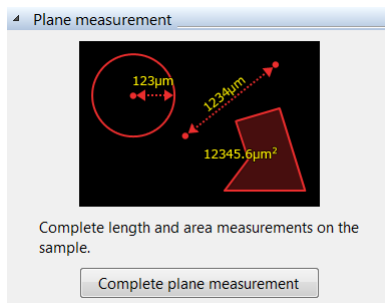 Plane measurement
123µm
1234µm
12345.6µm²
Complete length and area measurements on the
sample.
Complete plane measurement